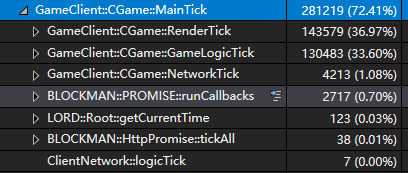 GameClient::CGame::MainTick 281219 (72.41%)
GameClient::CGame::RenderTick 143579 (36.97%)
GameClient::CGame::GameLogicTick 130483 (33.60%)
GameClient::CGame::NetworkTick 4213 (1.08%)
BLOCKMAN::PROMISE::runCallbacks 2717 (0.70%)
LORD::Root::getCurrentTime 123 (0.03%)
BLOCKMAN::HttpPromise::tickAll 38 (0.01%)
ClientNetwork::logicTick 7 (0.00%)